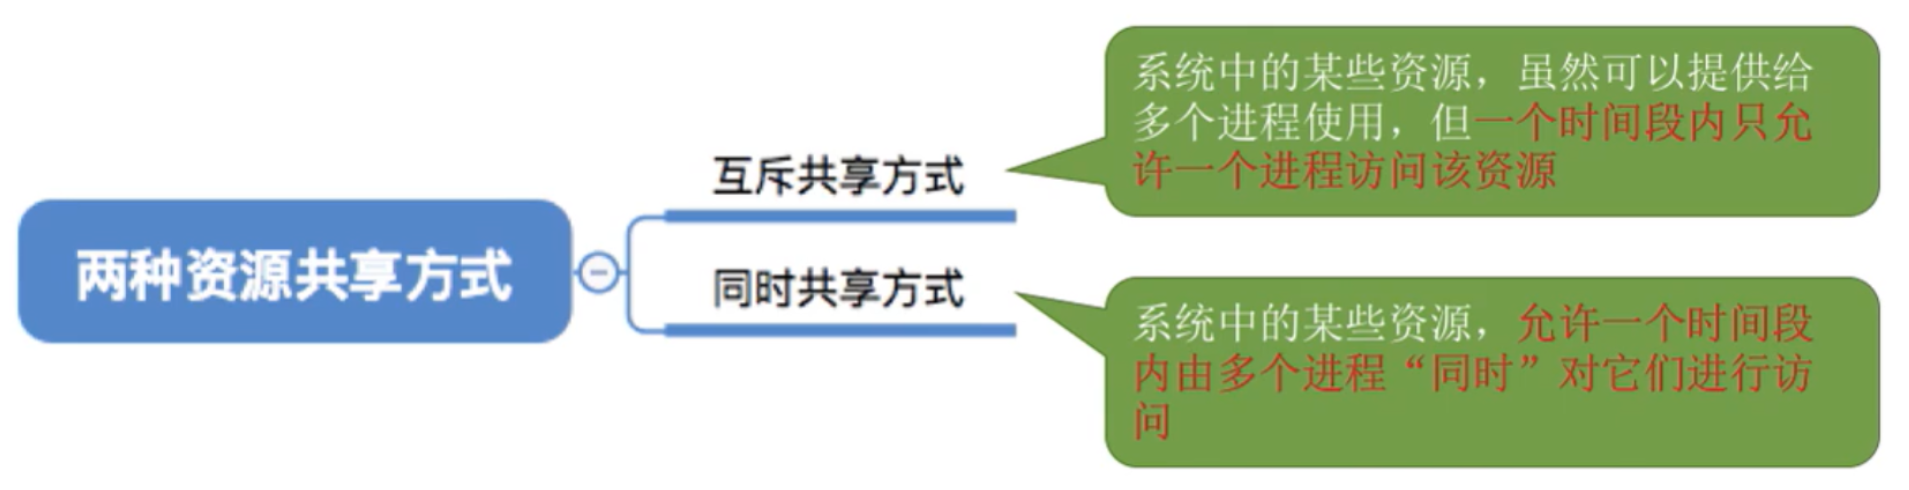 两种资源共享方式
互斥共享方式
系统中的某些资源，虽然可以提供给
多个进程使用，但一个时间段内只允
许一个进程访问该资源
同时共享方式
系统中的某些资源，允许一个时间段
内由多个进程“同时”对它们进行访
问